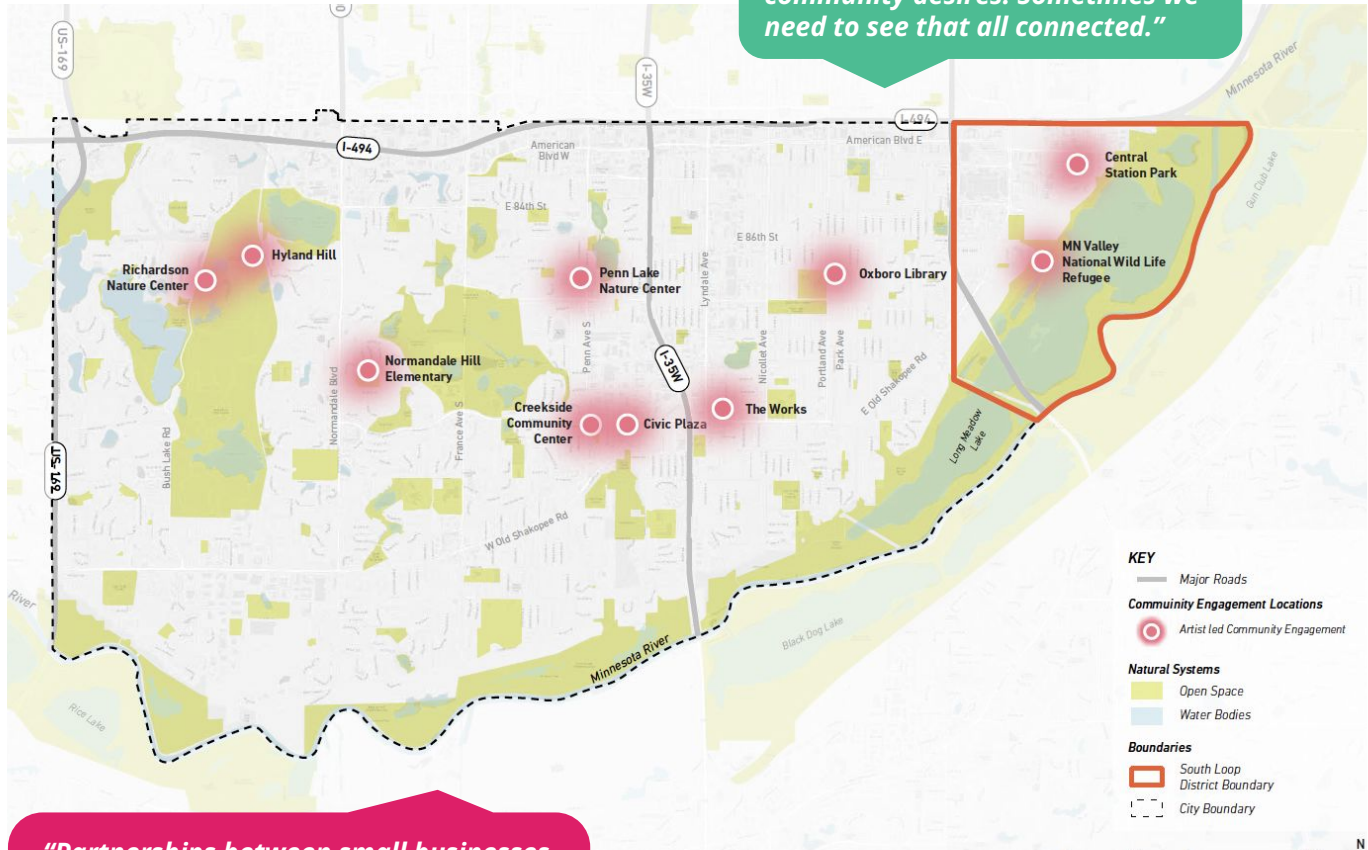 need to see that all connected.”
US-169
I-35W
Minnesota River
I-494
American Blvd E
I-494
American
Blvd W
Central
Station Park
Gun Club Lake
E 84th St
E 86th St
Hyland Hill
Richardson
Nature Center
Penn Lake
Nature Center
Lyndale Ave
Oxboro Library
MN Valley
National Wild Life
Refugee
Normandale Hill
Elementary
Penn Ave S
I-35W
Nicollet Ave
Portland Ave
Park Ave
E Old Shakopee Rd
Normandale Blvd
France Ave S
Creekside
Community
Center
Civic Plaza
The Works
Bush Lake Rd
US-169
Long Meadow
Lake
W Old Shakopee Rd
River
Rice Lake
Minnesota River
Black Dog Lake
KEY
Major Roads
Commuinity Engagement Locations
Artist led Community Engagement
Natural Systems
Open Space
Water Bodies
Boundaries
South Loop
District Boundary
City Boundary
N
“Partnerships between small businesses